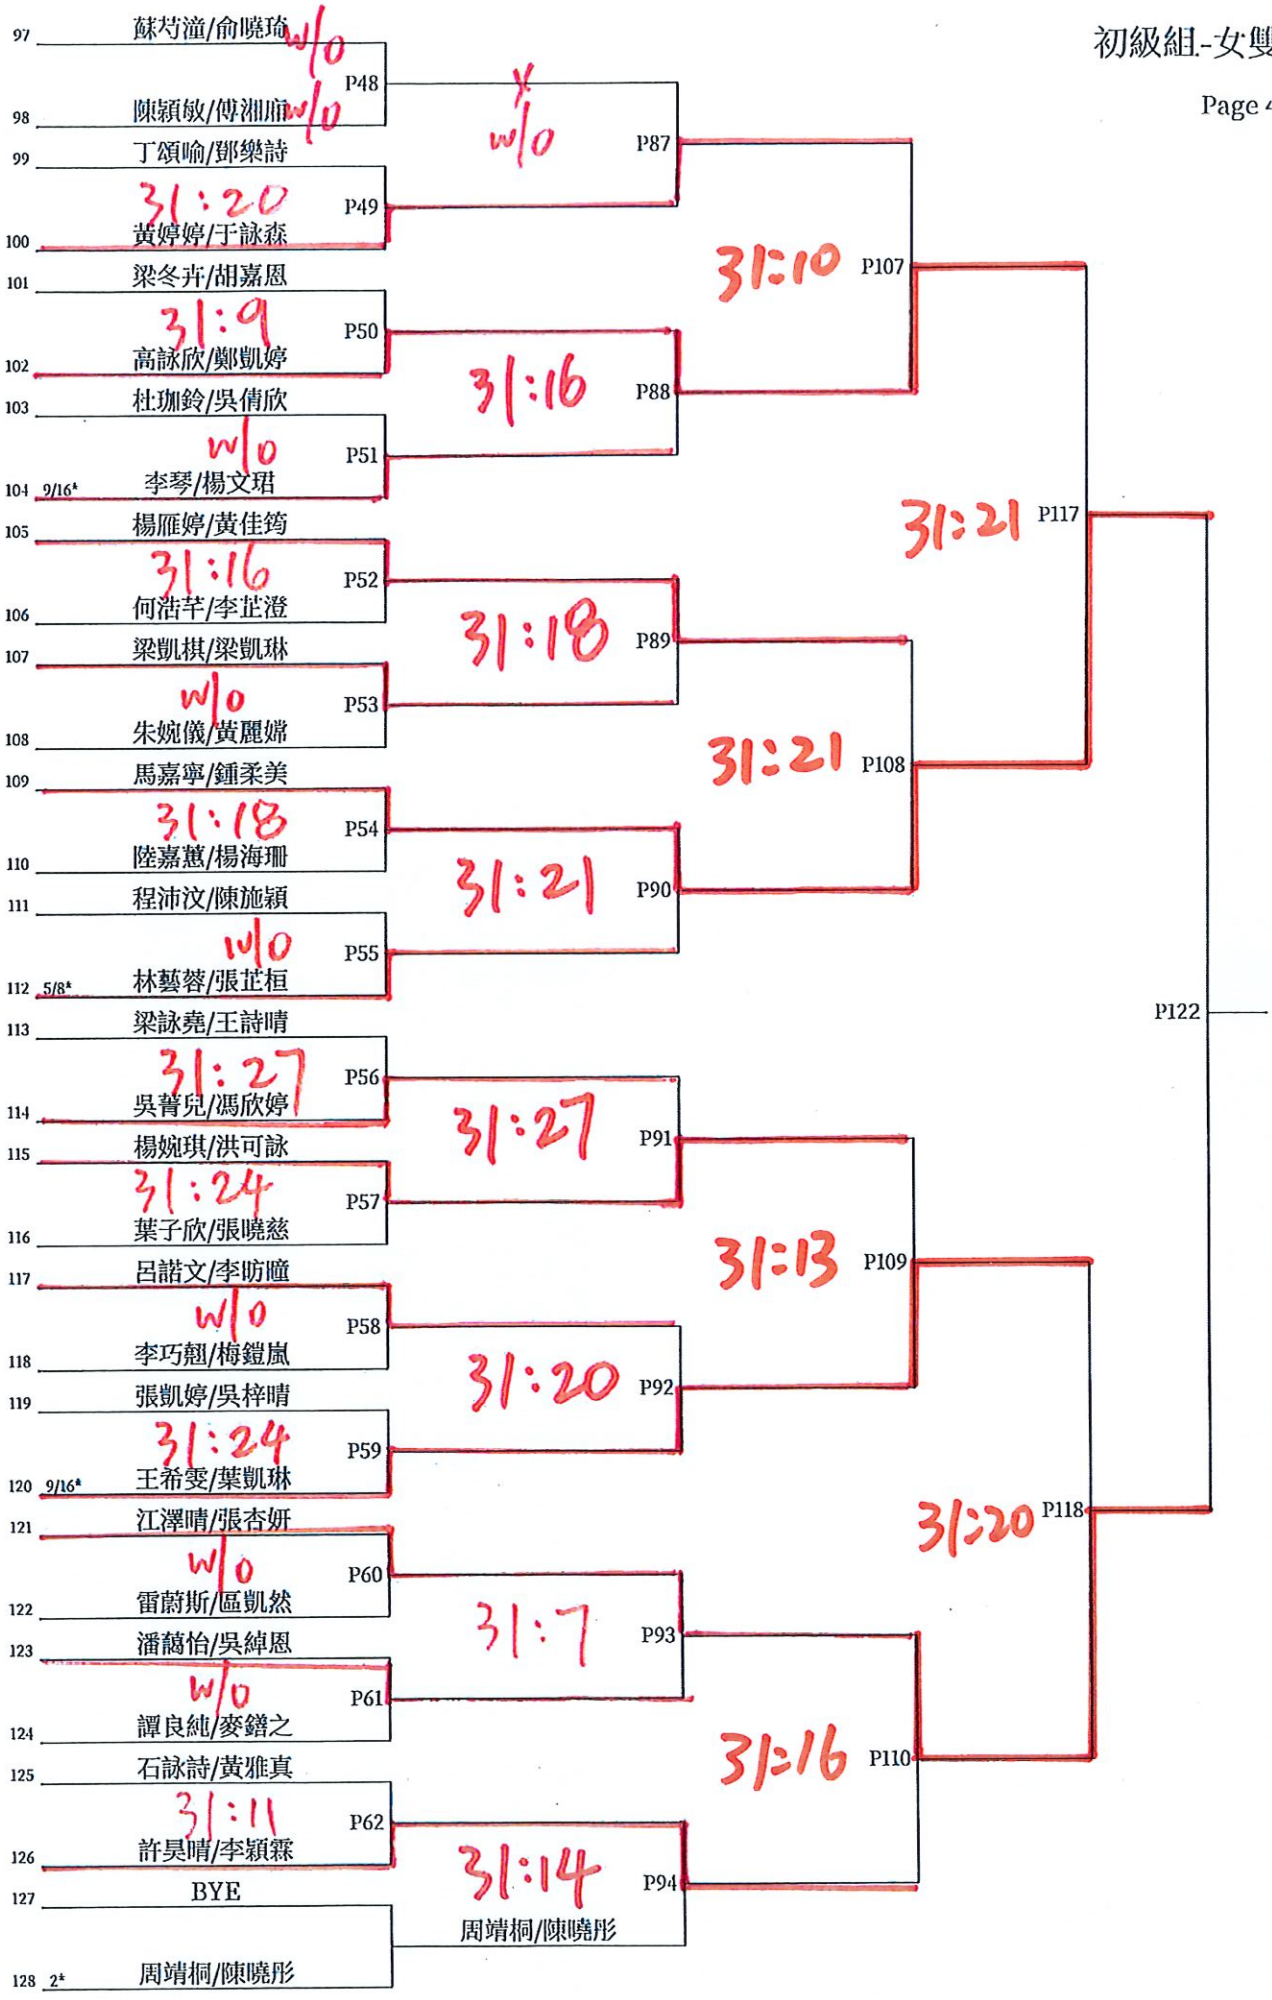 初級組-女雙
Page 4
97 蘇芍潼/俞曉琦
w/o
P48
w/o
98 陳穎敏/傅湘廂
x
w/o
P87
99 丁頌喻/鄧樂詩
31:20
P49
100 黃婷婷/于詠森
31:10
P107
101 梁冬卉/胡嘉恩
31:9
P50
102 高詠欣/鄭凱婷
31:16
P88
103 杜珈鈴/吳倩欣
w/o
P51
104 9/16* 李琴/楊文珺
31:21
P117
105 楊雁婷/黃佳筠
31:16
P52
106 何浩芊/李芷澄
31:18
P89
107 梁凱棋/梁凱琳
w/o
P53
108 朱婉儀/黃麗嫦
31:21
P108
109 馬嘉寧/鍾柔美
31:18
P54
110 陸嘉蕙/楊海珊
31:21
P90
111 程沛汶/陳施穎
w/o
P55
112 5/8* 林藝蓉/張芷桓
P122
113 梁詠堯/王詩晴
31:27
P56
114 吳菁兒/馮欣婷
31:27
P91
115 楊婉琪/洪可詠
31:24
P57
116 葉子欣/張曉慈
31:13
P109
117 呂諾文/李昉瞳
w/o
P58
118 李巧翹/梅鎧嵐
31:20
P92
119 張凱婷/吳梓晴
31:24
P59
120 9/16* 王希雯/葉凱琳
31:20
P118
121 江澤晴/張杏妍
w/o
P60
122 雷蔚斯/區凱然
31:7
P93
123 潘藹怡/吳綽恩
w/o
P61
124 譚良純/麥鐥之
31:16
P110
125 石詠詩/黃雅真
31:11
P62
126 許昊晴/李穎霖
31:14
P94
127 BYE
周靖桐/陳曉彤
128 2* 周靖桐/陳曉彤